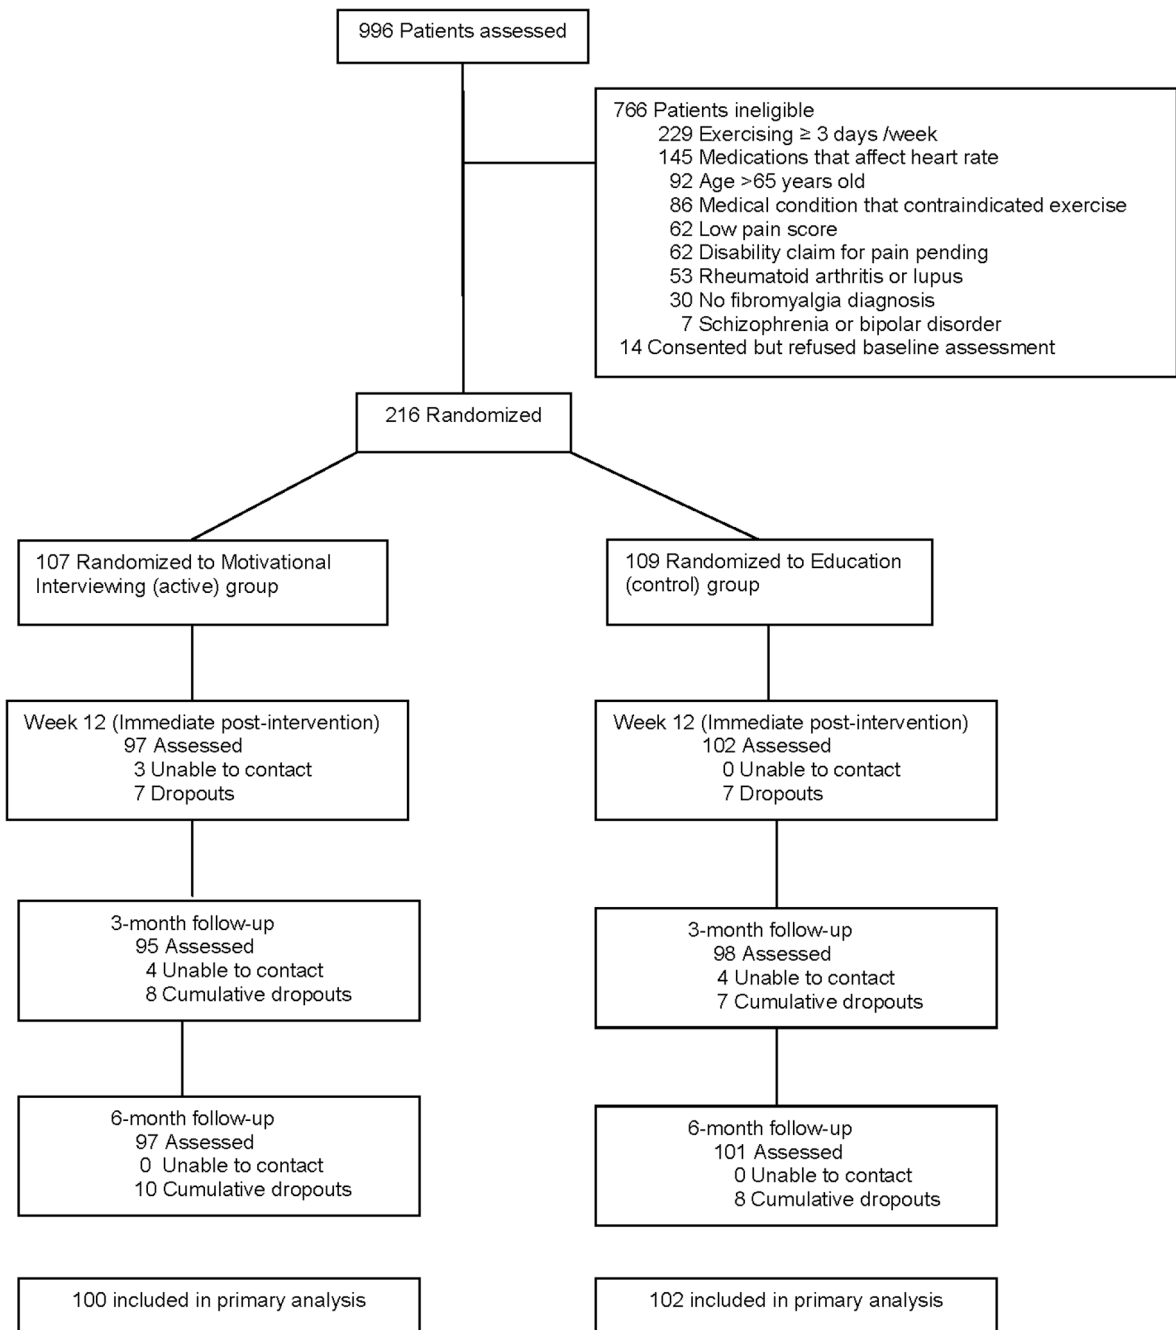 996 Patients assessed
766 Patients ineligible
229 Exercising ≥ 3 days /week
145 Medications that affect heart rate
92 Age >65 years old
86 Medical condition that contraindicated exercise
62 Low pain score
62 Disability claim for pain pending
53 Rheumatoid arthritis or lupus
30 No fibromyalgia diagnosis
7 Schizophrenia or bipolar disorder
14 Consented but refused baseline assessment
216 Randomized
107 Randomized to Motivational
Interviewing (active) group
109 Randomized to Education
(control) group
Week 12 (Immediate post-intervention)
97 Assessed
3 Unable to contact
7 Dropouts
Week 12 (Immediate post-intervention)
102 Assessed
0 Unable to contact
7 Dropouts
3-month follow-up
95 Assessed
4 Unable to contact
8 Cumulative dropouts
3-month follow-up
98 Assessed
4 Unable to contact
7 Cumulative dropouts
6-month follow-up
97 Assessed
0 Unable to contact
10 Cumulative dropouts
6-month follow-up
101 Assessed
0 Unable to contact
8 Cumulative dropouts
100 included in primary analysis
102 included in primary analysis